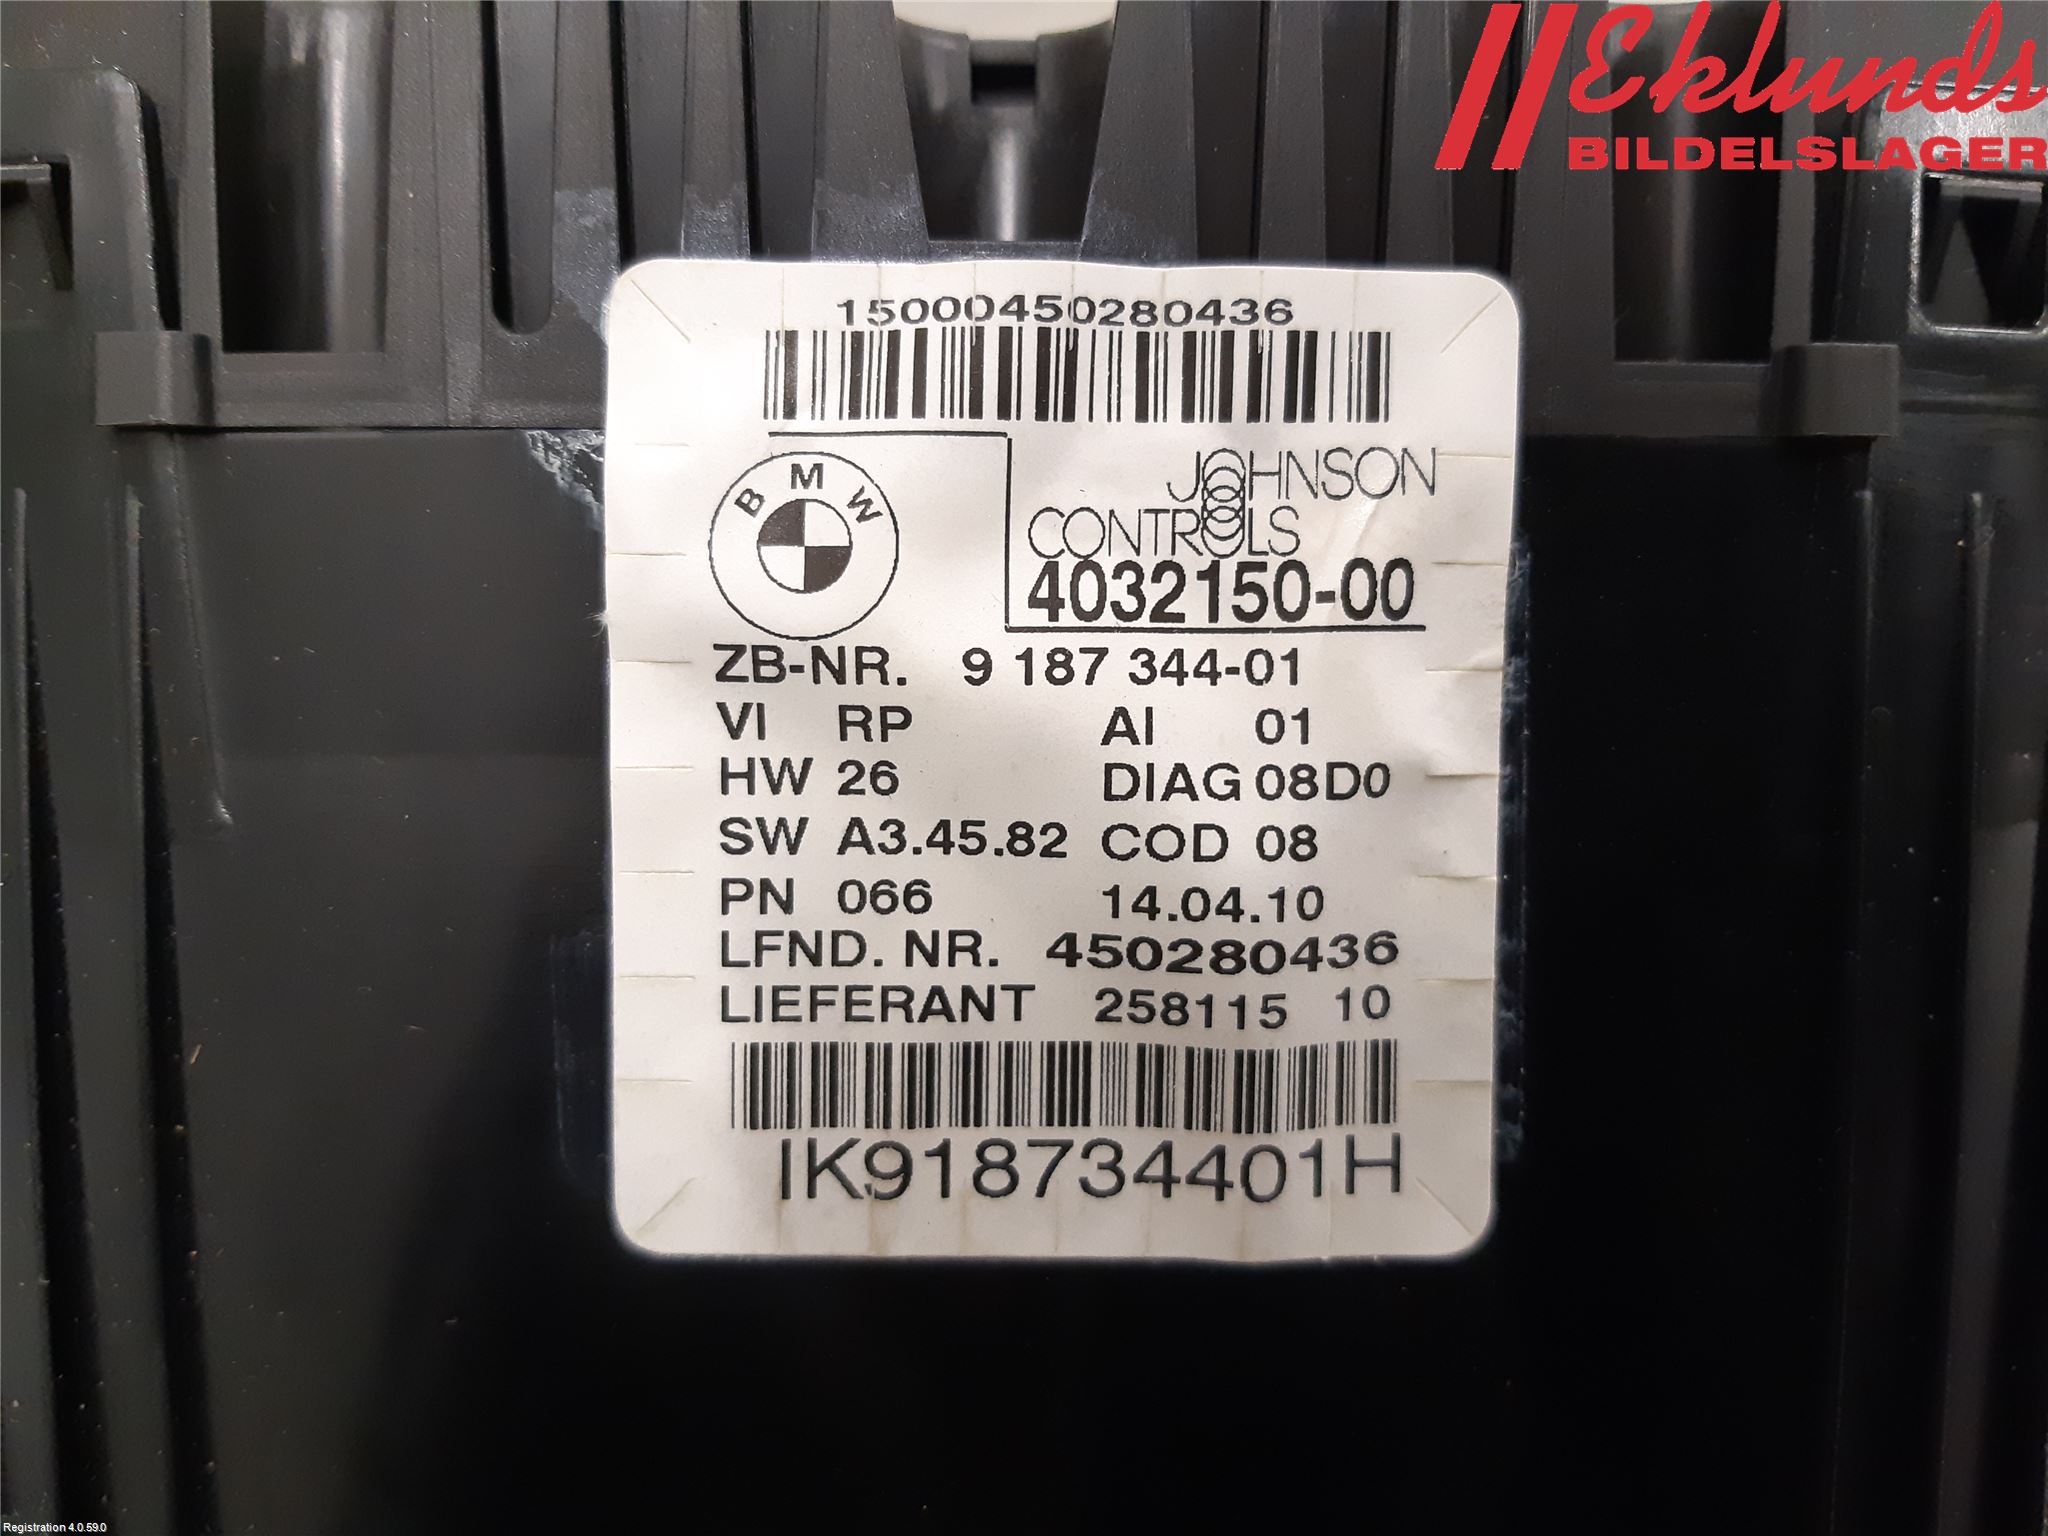 Eklunds
BILDELSLAGER
15000450280436
BMW
JOHNSON
CONTROLS
4032150-00
ZB-NR. 9 187 344-01
VI RP AI 01
HW 26 DIAG 08D0
SW A3.45.82 COD 08
PN 066 14.04.10
LFND. NR. 450280436
LIEFERANT 258115 10
IK918734401H
Registration 4.0.59.0